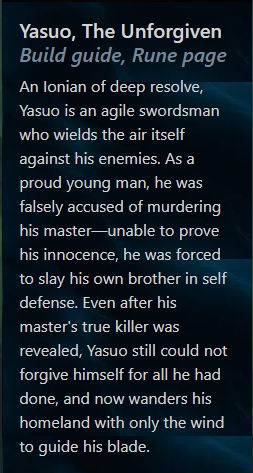 Yasuo, The Unforgiven
Build guide, Rune page
An Ionian of deep resolve,
Yasuo is an agile swordsman
who wields the air itself
against his enemies. As a
proud young man, he was
falsely accused of murdering
his master—unable to prove
his innocence, he was forced
to slay his own brother in self
defense. Even after his
master's true killer was
revealed, Yasuo still could not
forgive himself for all he had
done, and now wanders his
homeland with only the wind
to guide his blade.